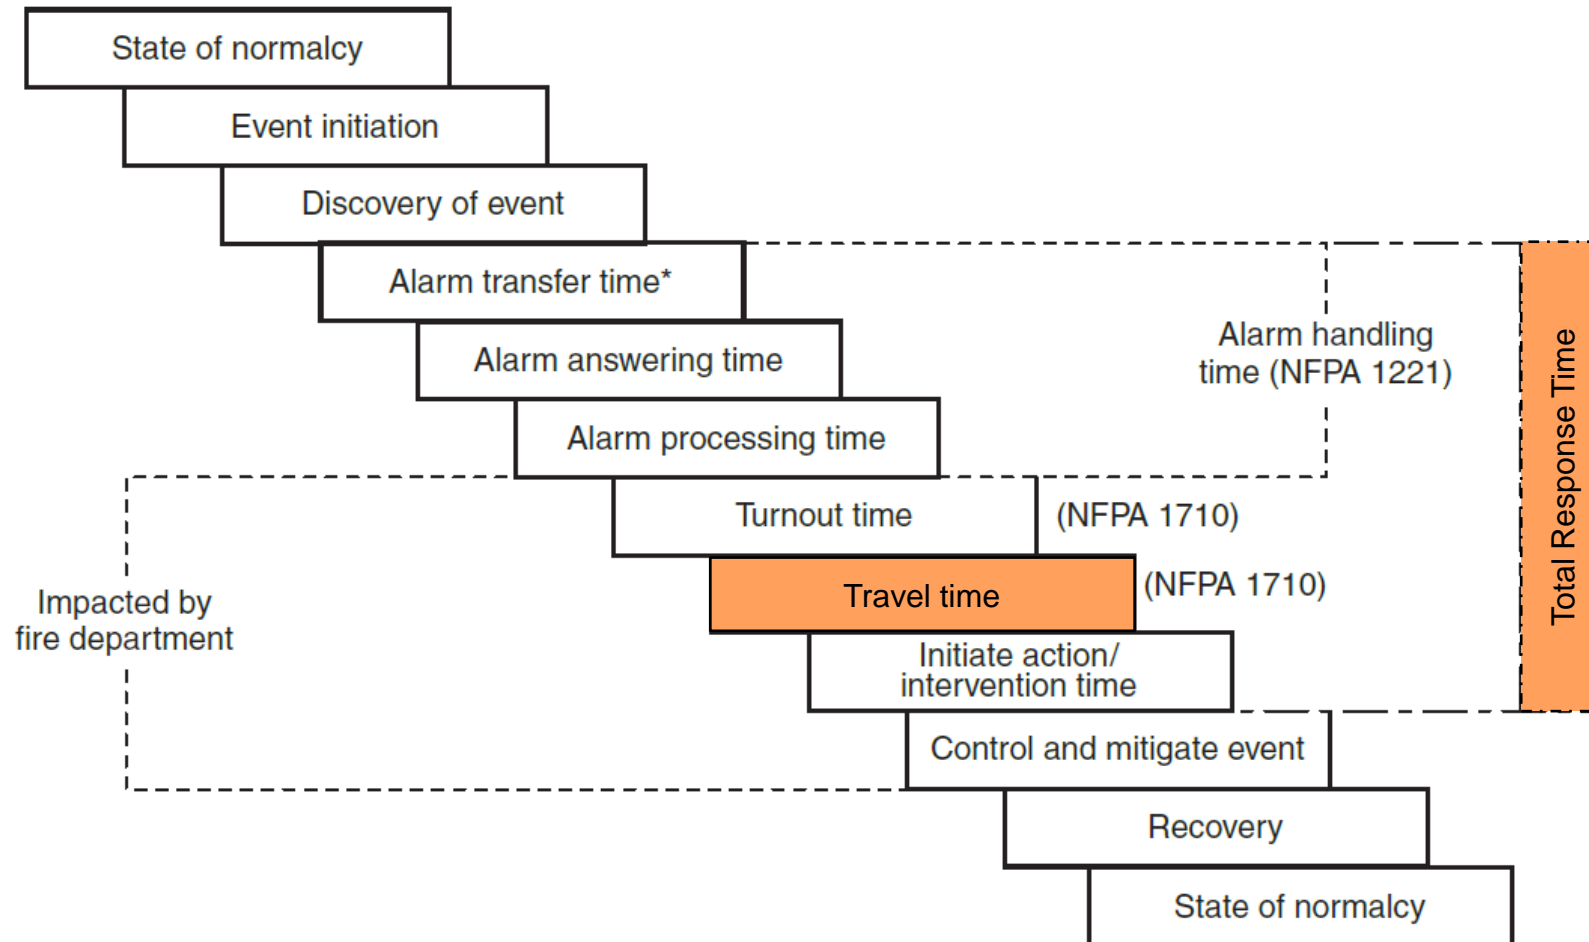 State of normalcy
Event initiation
Discovery of event
Alarm transfer time*
Alarm handling
time (NFPA 1221)
Alarm answering time
Alarm processing time
Turnout time
(NFPA 1710)
Travel time
(NFPA 1710)
Total Response Time
Impacted by
fire department
Initiate action/
intervention time
Control and mitigate event
Recovery
State of normalcy